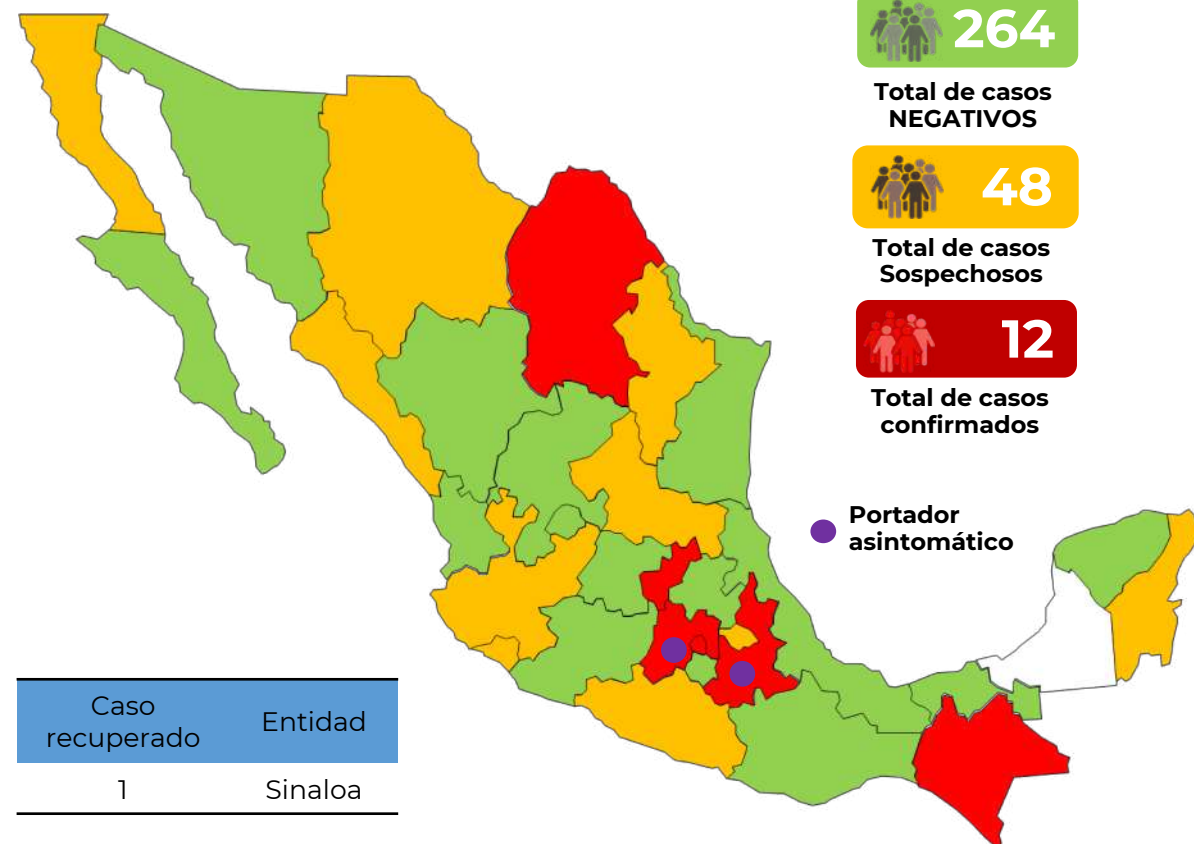 264
Total de casos
NEGATIVOS
48
Total de casos
Sospechosos
12
Total de casos
confirmados
Portador
asintomático
Caso
recuperado
Entidad
1
Sinaloa